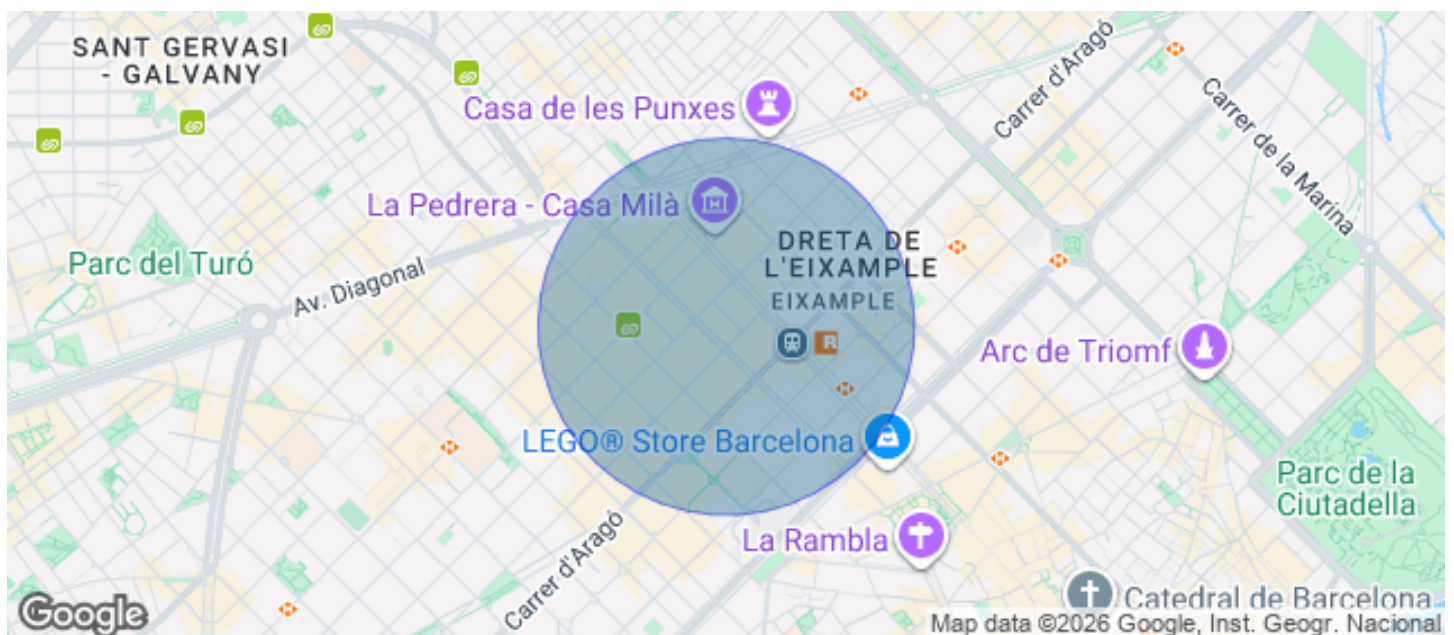 SANT GERVASI
- GALVANY
Casa de les Punxes
Carrer d'Aragó
Carrer de la Marina
La Pedrera - Casa Milà
DRETA DE
L'EIXAMPLE
EIXAMPLE
Parc del Turó
Av. Diagonal
R
Arc de Triomf
LEGO® Store Barcelona
Parc de la
Ciutadella
Carrer d'Aragó
La Rambla
Catedral de Barcelona
Google
Map data ©2026 Google, Inst. Geogr. Nacional